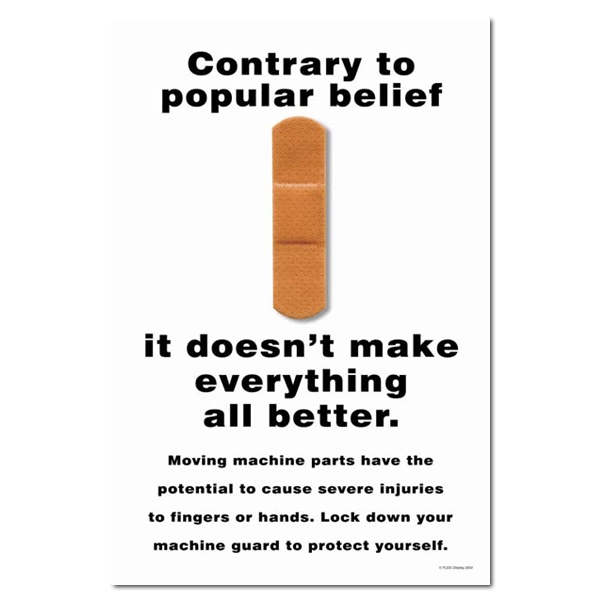 Contrary to
popular belief
it doesn't make
everything
all better.
Moving machine parts have the
potential to cause severe injuries
to fingers or hands. Lock down your
machine guard to protect yourself.